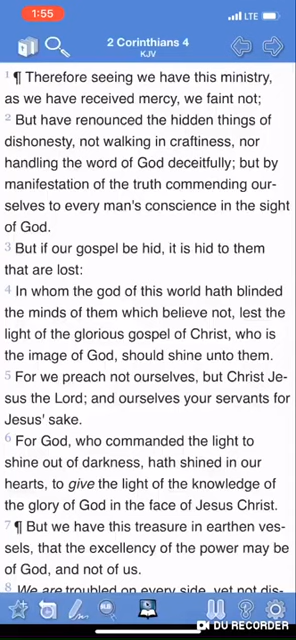 1:55
LTE
2 Corinthians 4
KJV
1 ¶ Therefore seeing we have this ministry,
as we have received mercy, we faint not;
2 But have renounced the hidden things of
dishonesty, not walking in craftiness, nor
handling the word of God deceitfully; but by
manifestation of the truth commending our-
selves to every man's conscience in the sight
of God.
3 But if our gospel be hid, it is hid to them
that are lost:
4 In whom the god of this world hath blinded
the minds of them which believe not, lest the
light of the glorious gospel of Christ, who is
the image of God, should shine unto them.
5 For we preach not ourselves, but Christ Je-
sus the Lord; and ourselves your servants for
Jesus' sake.
6 For God, who commanded the light to
shine out of darkness, hath shined in our
hearts, to give the light of the knowledge of
the glory of God in the face of Jesus Christ.
7 ¶ But we have this treasure in earthen ves-
sels, that the excellency of the power may be
of God, and not of us.
8 We are troubled on every side, yet not dis-
DU RECORDER